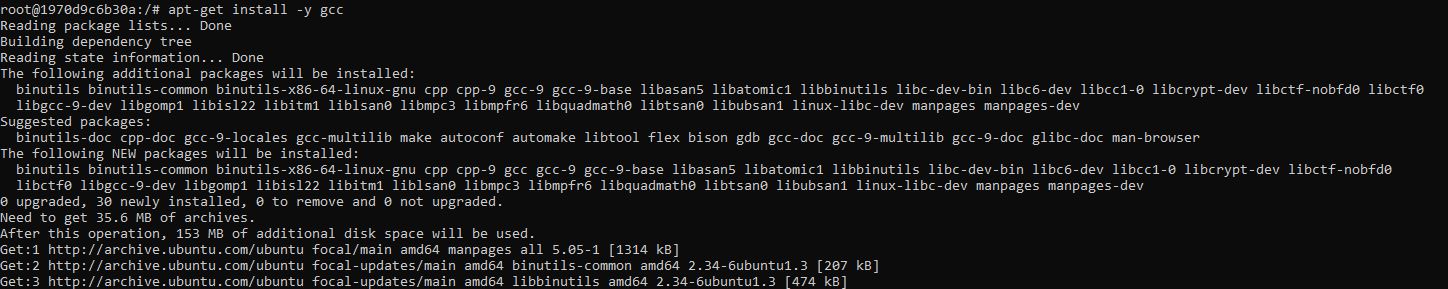 root@1970d9c6b30a:/# apt-get install -y gcc
Reading package lists... Done
Building dependency tree
Reading state information... Done
The following additional packages will be installed:
  binutils binutils-common binutils-x86-64-linux-gnu cpp cpp-9 gcc-9 gcc-9-base libasan5 libatomic1 libbinutils libc-dev-bin libc6-dev libcc1-0 libcrypt-dev libctf-nobfd0 libctf0
  libgcc-9-dev libgomp1 libisl22 libitm1 liblsan0 libmpc3 libmpfr6 libquadmath0 libtsan0 libubsan1 linux-libc-dev manpages manpages-dev
Suggested packages:
  binutils-doc cpp-doc gcc-9-locales gcc-multilib make autoconf automake libtool flex bison gdb gcc-doc gcc-9-multilib gcc-9-doc glibc-doc man-browser
The following NEW packages will be installed:
  binutils binutils-common binutils-x86-64-linux-gnu cpp cpp-9 gcc gcc-9 gcc-9-base libasan5 libatomic1 libbinutils libc-dev-bin libc6-dev libcc1-0 libcrypt-dev libctf-nobfd0
  libctf0 libgcc-9-dev libgomp1 libisl22 libitm1 liblsan0 libmpc3 libmpfr6 libquadmath0 libtsan0 libubsan1 linux-libc-dev manpages manpages-dev
0 upgraded, 30 newly installed, 0 to remove and 0 not upgraded.
Need to get 35.6 MB of archives.
After this operation, 153 MB of additional disk space will be used.
Get:1 http://archive.ubuntu.com/ubuntu focal/main amd64 manpages all 5.05-1 [1314 kB]
Get:2 http://archive.ubuntu.com/ubuntu focal-updates/main amd64 binutils-common amd64 2.34-6ubuntu1.3 [207 kB]
Get:3 http://archive.ubuntu.com/ubuntu focal-updates/main amd64 libbinutils amd64 2.34-6ubuntu1.3 [474 kB]